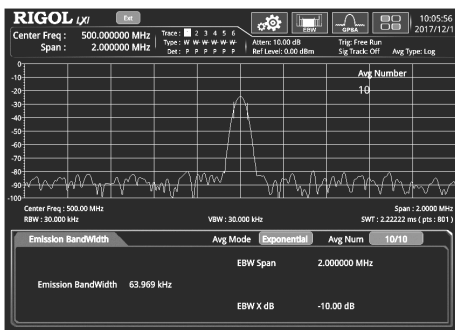 RIGOL LXI Ext EBW GPSA 10:05:56
2017/12/1
Center Freq : 500.000000 MHz
Span : 2.000000 MHz
Trace : 1 2 3 4 5 6
Type : W W W W W W
Det : P P P P P P
Atten: 10.00 dB
Ref Level: 0.00 dBm
Trig: Free Run
Sig Track: Off Avg Type: Log
0
-10
-20
-30
-40
-50
-60
-70
-80
-90
-100
Avg Number
10
Center Freq : 500.00 MHz Span : 2.0000 MHz
RBW : 30.000 kHz VBW : 30.000 kHz SWT : 2.22222 ms ( pts : 801 )
Emission BandWidth Avg Mode Exponential Avg Num 10/10
EBW Span 2.000000 MHz
Emission BandWidth 63.969 kHz
EBW X dB -10.00 dB